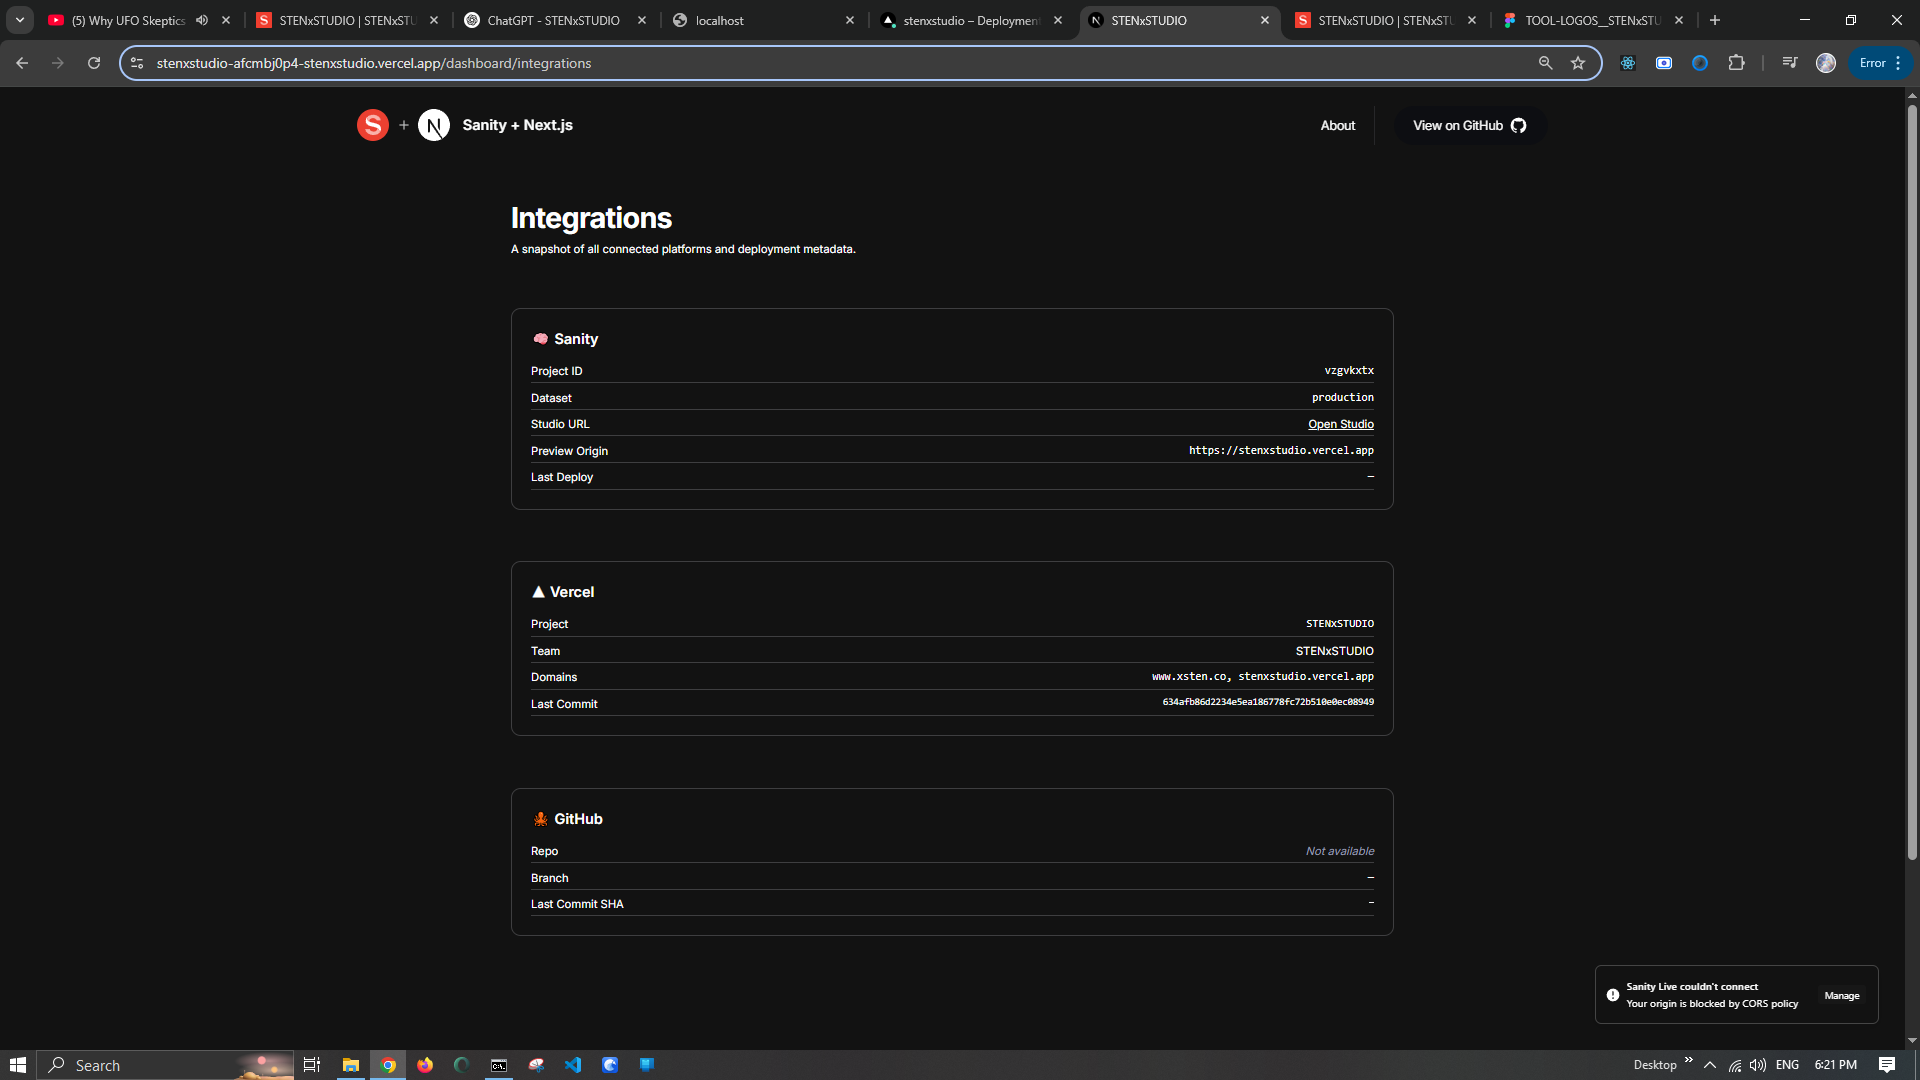 (5) Why UFO Skeptics
STENxSTUDIO | STENxSTU
ChatGPT - STENxSTUDIO
localhost
stenxstudio – Deploymen
STENxSTUDIO
STENxSTUDIO | STENxSTU
TOOL-LOGOS__STENxSTU
stenxstudio-afcmbj0p4-stenxstudio.vercel.app/dashboard/integrations
Error
S + N Sanity + Next.js
About
View on GitHub
Integrations
A snapshot of all connected platforms and deployment metadata.
Sanity
Project ID vzgvkxtx
Dataset production
Studio URL Open Studio
Preview Origin https://stenxstudio.vercel.app
Last Deploy —
Vercel
Project STENxSTUDIO
Team STENxSTUDIO
Domains www.xsten.co, stenxstudio.vercel.app
Last Commit 634afb86d2234e5ea186778fc72b510e0ec08949
GitHub
Repo Not available
Branch —
Last Commit SHA —
Sanity Live couldn't connect
Your origin is blocked by CORS policy
Manage
Search
Desktop
ENG
6:21 PM